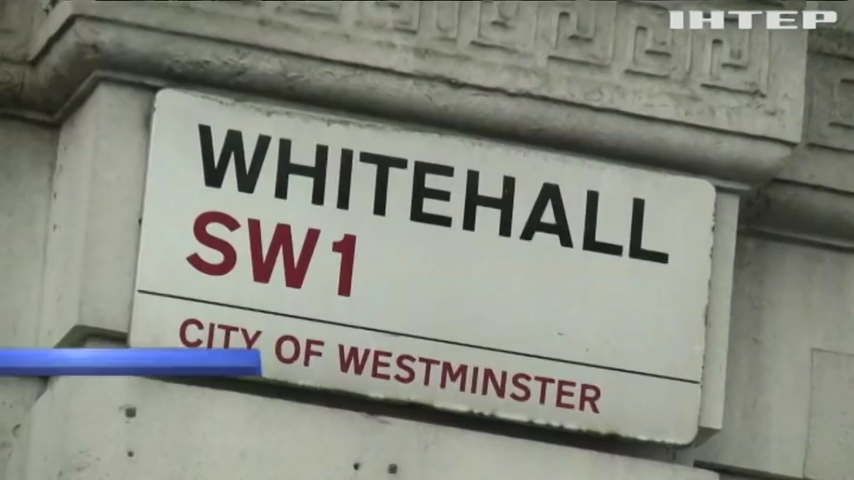 ІНТЕР
WHITEHALL
SW1
CITY OF WESTMINSTER